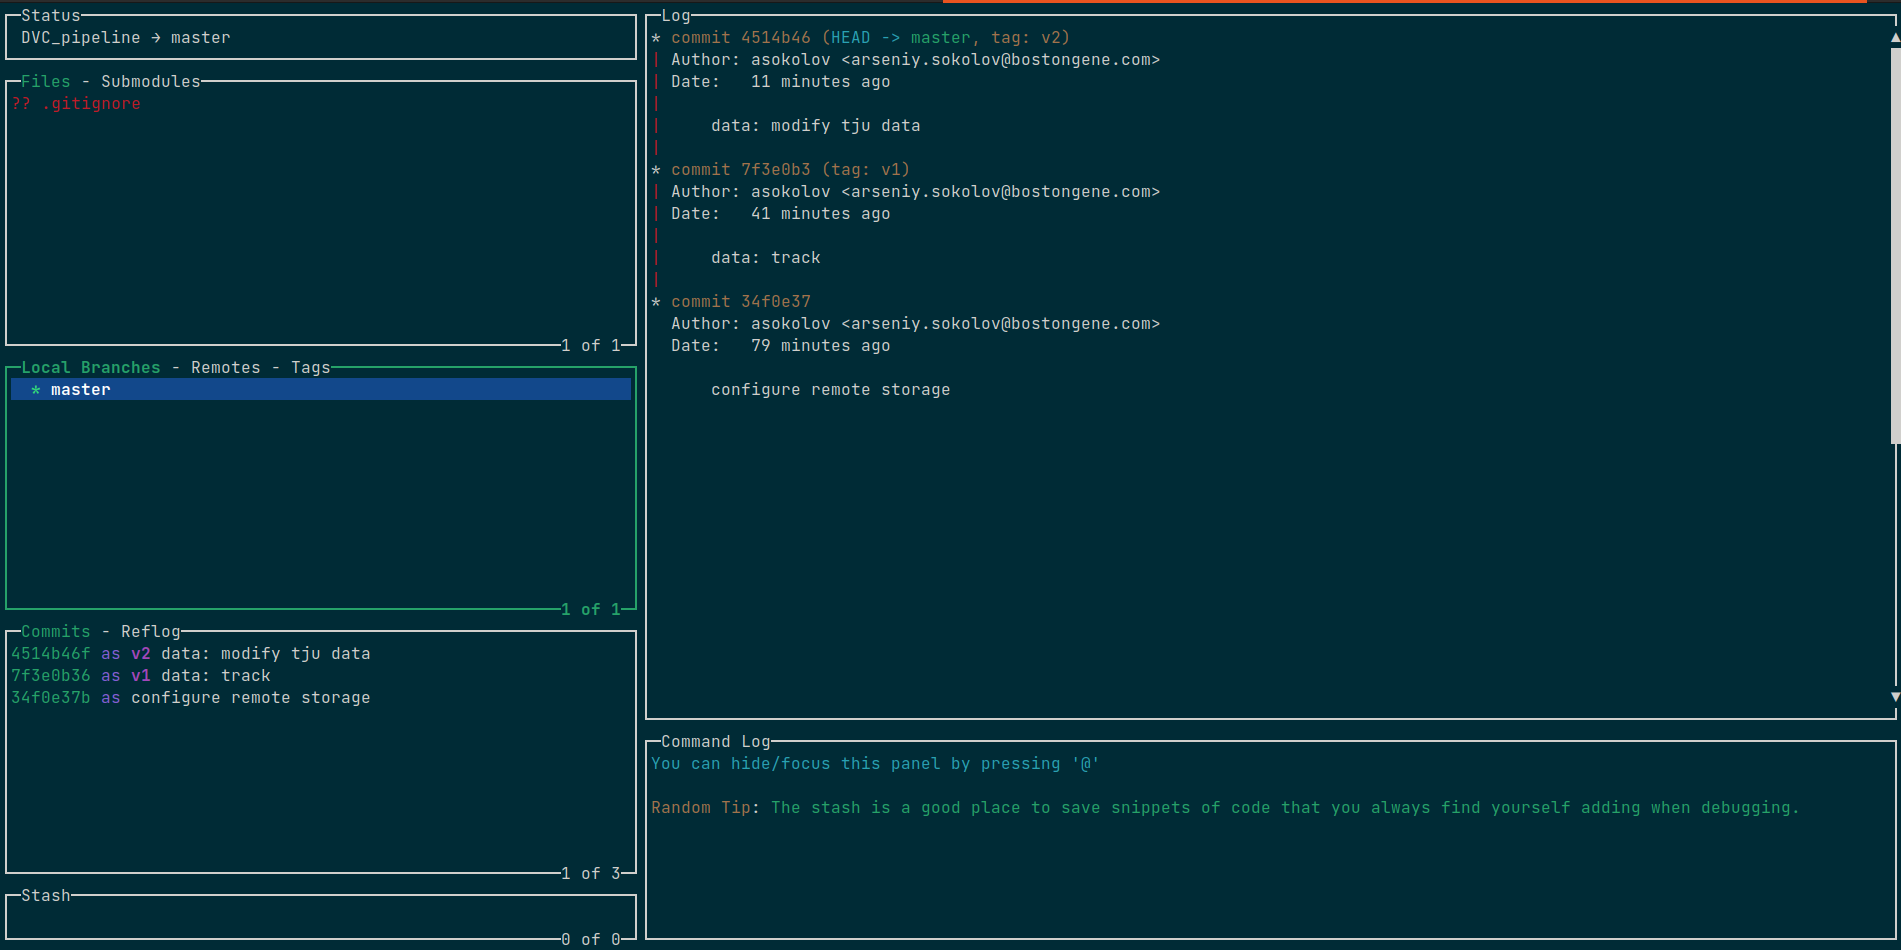 Status
DVC_pipeline → master
Files - Submodules
?? .gitignore
1 of 1
Local Branches - Remotes - Tags
* master
1 of 1
Commits - Reflog
4514b46f as v2 data: modify tju data
7f3e0b36 as v1 data: track
34f0e37b as configure remote storage
1 of 3
Stash
0 of 0
Log
* commit 4514b46 (HEAD -> master, tag: v2)
| Author: asokolov <arseniy.sokolov@bostongene.com>
| Date:   11 minutes ago
|
|     data: modify tju data
|
* commit 7f3e0b3 (tag: v1)
| Author: asokolov <arseniy.sokolov@bostongene.com>
| Date:   41 minutes ago
|
|     data: track
|
* commit 34f0e37
Author: asokolov <arseniy.sokolov@bostongene.com>
Date:   79 minutes ago
configure remote storage
Command Log
You can hide/focus this panel by pressing '@'
Random Tip: The stash is a good place to save snippets of code that you always find yourself adding when debugging.